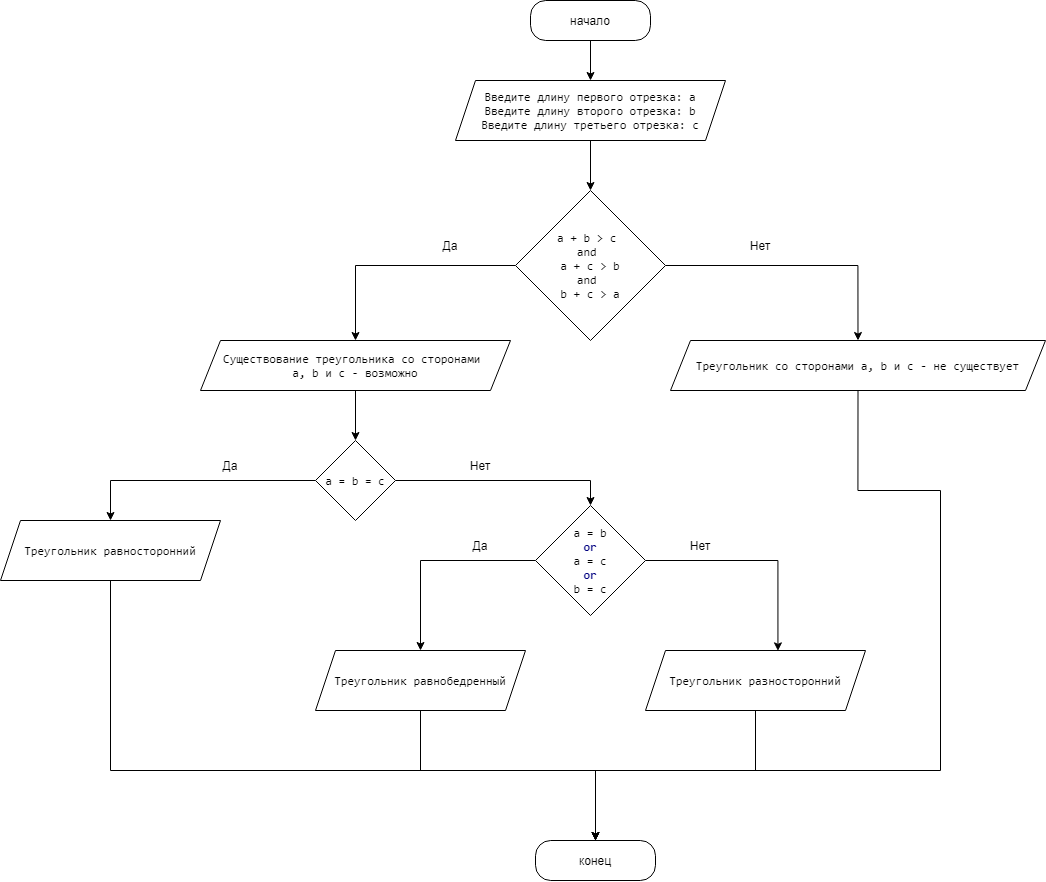 начало
Введите длину первого отрезка: a
Введите длину второго отрезка: b
Введите длину третьего отрезка: c
Да
Нет
a + b > c
and
a + c > b
and
b + c > a
Существование треугольника со сторонами
a, b и c - возможно
Треугольник со сторонами a, b и c - не существует
Да
Нет
a = b = c
Треугольник равносторонний
Да
Нет
a = b
or
a = c
or
b = c
Треугольник равнобедренный
Треугольник разносторонний
конец